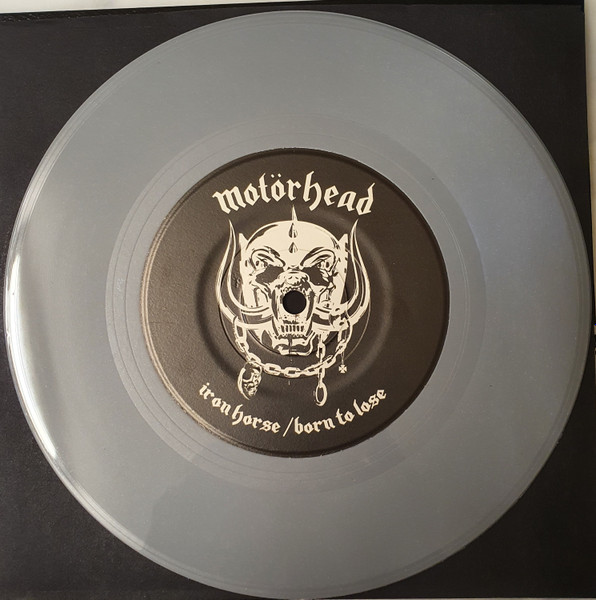 motörhead
iron horse / born to lose